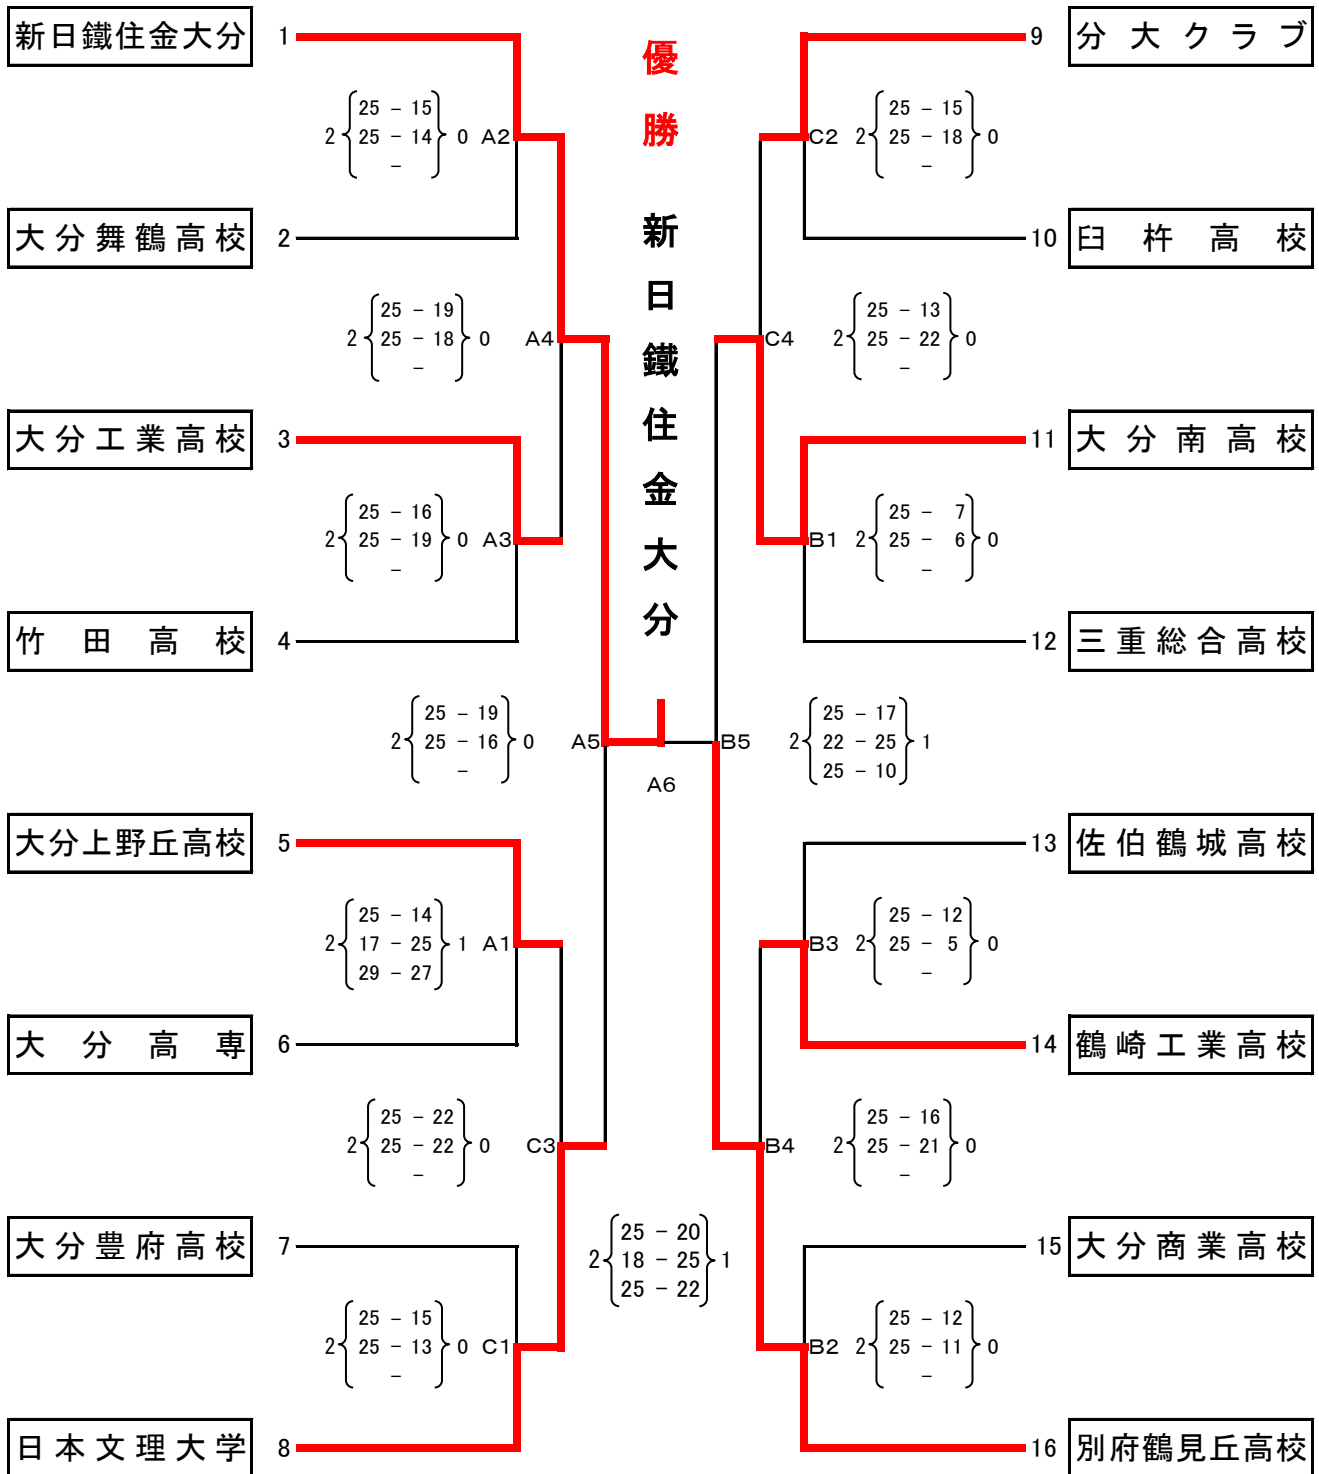 新日鐵住金大分 1
25 - 15
2 25 - 14 0 A2
-
大分舞鶴高校 2
25 - 19
2 25 - 18 0 A4
-
大分工業高校 3
25 - 16
2 25 - 19 0 A3
-
竹田高校 4
25 - 19
2 25 - 16 0 A5
-
大分上野丘高校 5
25 - 14
2 17 - 25 1 A1
29 - 27
大分高専 6
25 - 22
2 25 - 22 0 C3
-
大分豊府高校 7
25 - 15
2 25 - 13 0 C1
-
日本文理大学 8
優勝
新日鐵住金大分
A6
25 - 20
2 18 - 25 1
25 - 22
9 分大クラブ
25 - 15
C2 2 25 - 18 0
-
10 臼杵高校
25 - 13
C4 2 25 - 22 0
-
11 大分南高校
25 - 7
B1 2 25 - 6 0
-
12 三重総合高校
25 - 17
B5 2 22 - 25 1
25 - 10
13 佐伯鶴城高校
25 - 12
B3 2 25 - 5 0
-
14 鶴崎工業高校
25 - 16
B4 2 25 - 21 0
-
15 大分商業高校
25 - 12
B2 2 25 - 11 0
-
16 別府鶴見丘高校